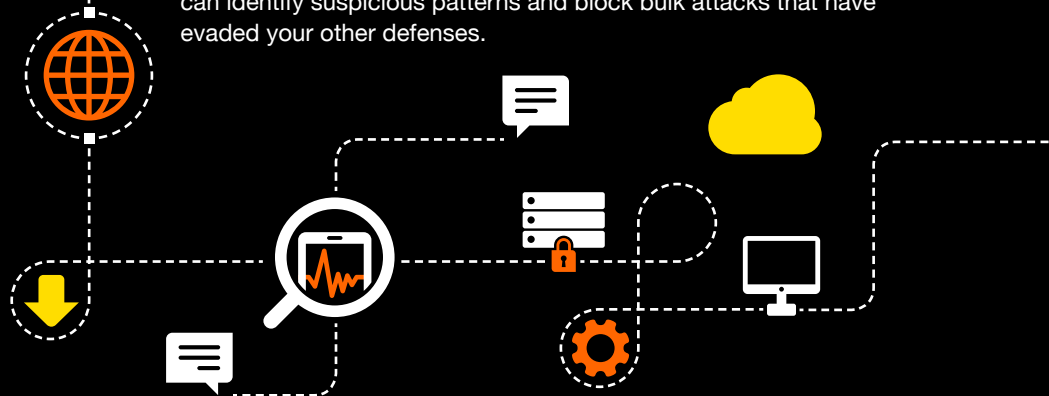 can identify suspicious patterns and block bulk attacks that have
evaded your other defenses.